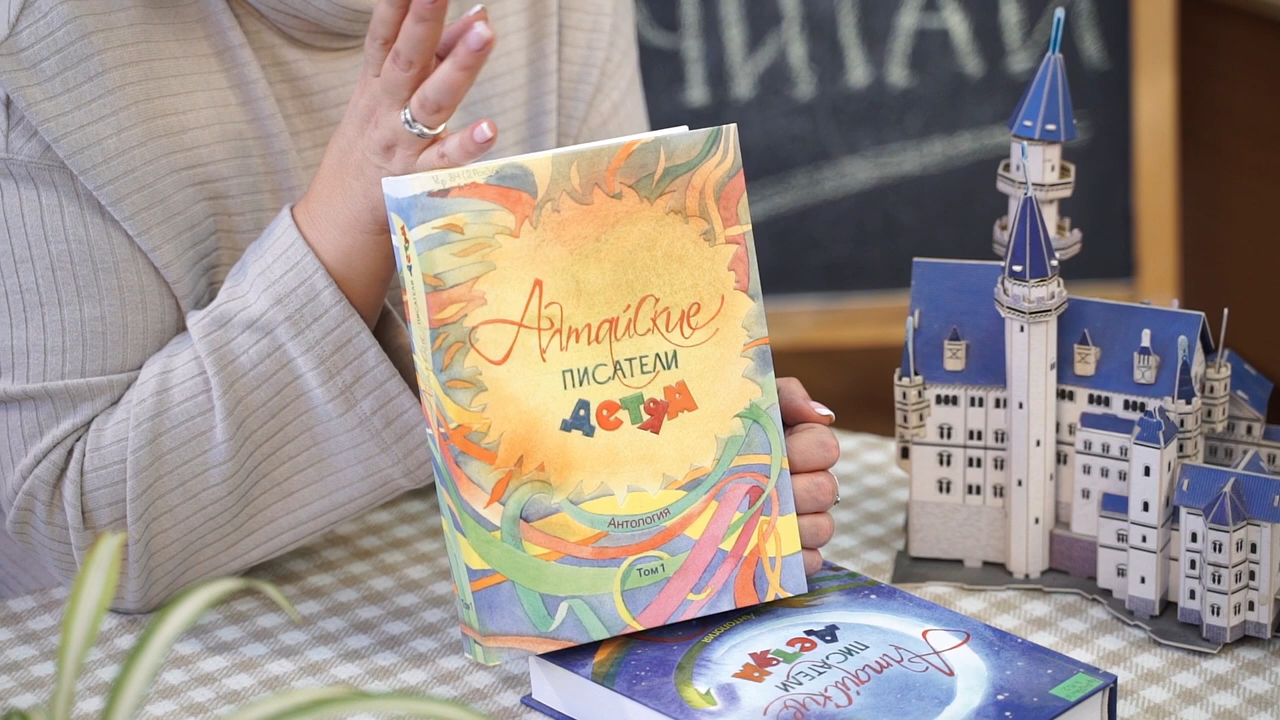 ЧИТАЙ
Алтайские
ПИСАТЕЛИ
ДЕТЯМ
Антология
Том 1
Антология
Алтайские
ПИСАТЕЛИ
ДЕТЯМ